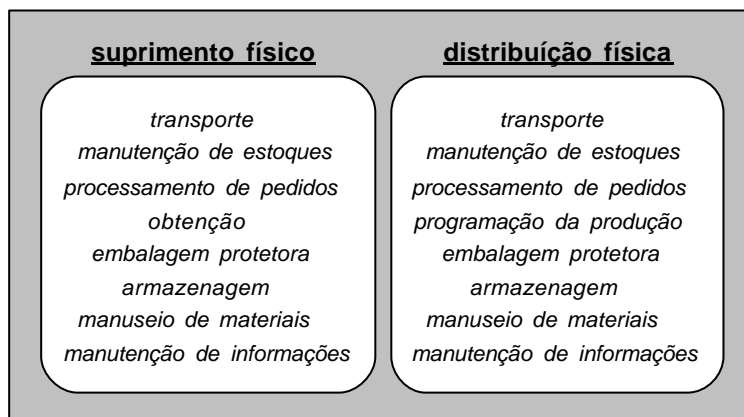 suprimento físico
transporte
manutenção de estoques
processamento de pedidos
obtenção
embalagem protetora
armazenagem
manuseio de materiais
manutenção de informações
distribuíção física
transporte
manutenção de estoques
processamento de pedidos
programação da produção
embalagem protetora
armazenagem
manuseio de materiais
manutenção de informações